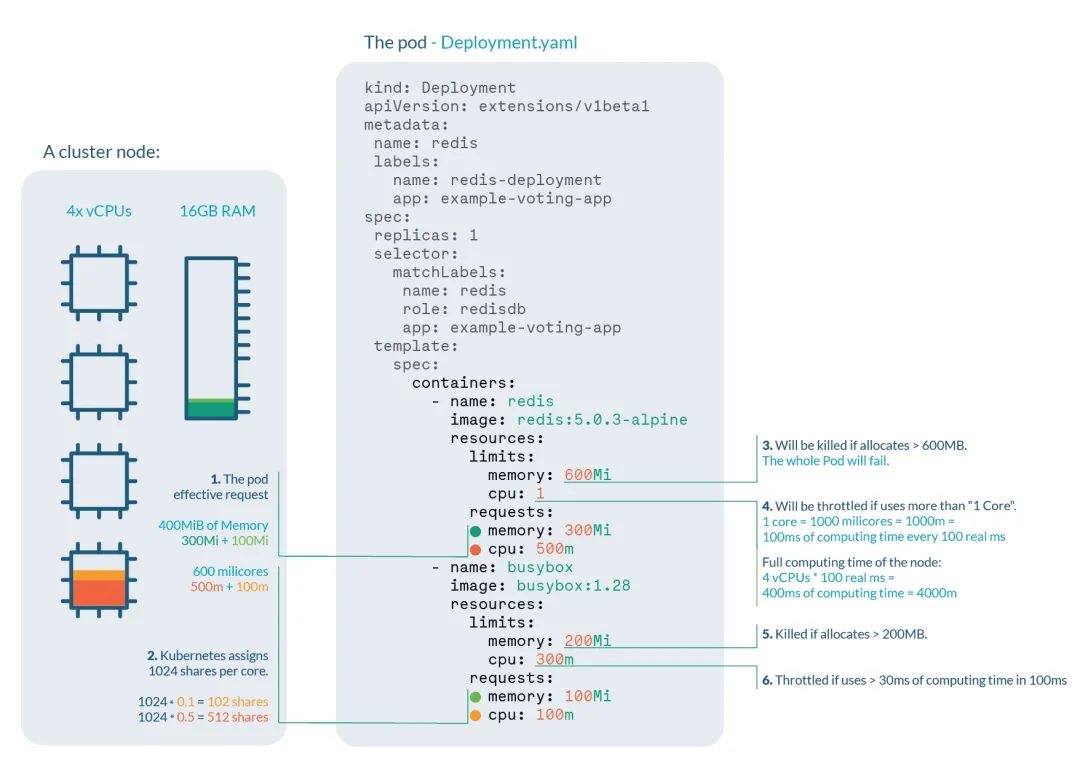 The pod - Deployment.yaml
kind: Deployment
apiVersion: extensions/v1beta1
metadata:
name: redis
labels:
name: redis-deployment
app: example-voting-app
spec:
replicas: 1
selector:
matchLabels:
name: redis
role: redisdb
app: example-voting-app
template:
spec:
containers:
- name: redis
image: redis:5.0.3-alpine
resources:
limits:
memory: 600Mi
cpu: 1
requests:
memory: 300Mi
cpu: 500m
- name: busybox
image: busybox:1.28
resources:
limits:
memory: 200Mi
cpu: 300m
requests:
memory: 100Mi
cpu: 100m
A cluster node:
4x vCPUs
16GB RAM
1. The pod
effective request
400MiB of Memory
300Mi + 100Mi
600 milicores
500m + 100m
2. Kubernetes assigns
1024 shares per core.
1024 * 0.1 = 102 shares
1024 * 0.5 = 512 shares
3. Will be killed if allocates > 600MB.
The whole Pod will fail.
4. Will be throttled if uses more than "1 Core".
1 core = 1000 milicores = 1000m =
100ms of computing time every 100 real ms
Full computing time of the node:
4 vCPUs * 100 real ms =
400ms of computing time = 4000m
5. Killed if allocates > 200MB.
6. Throttled if uses > 30ms of computing time in 100ms